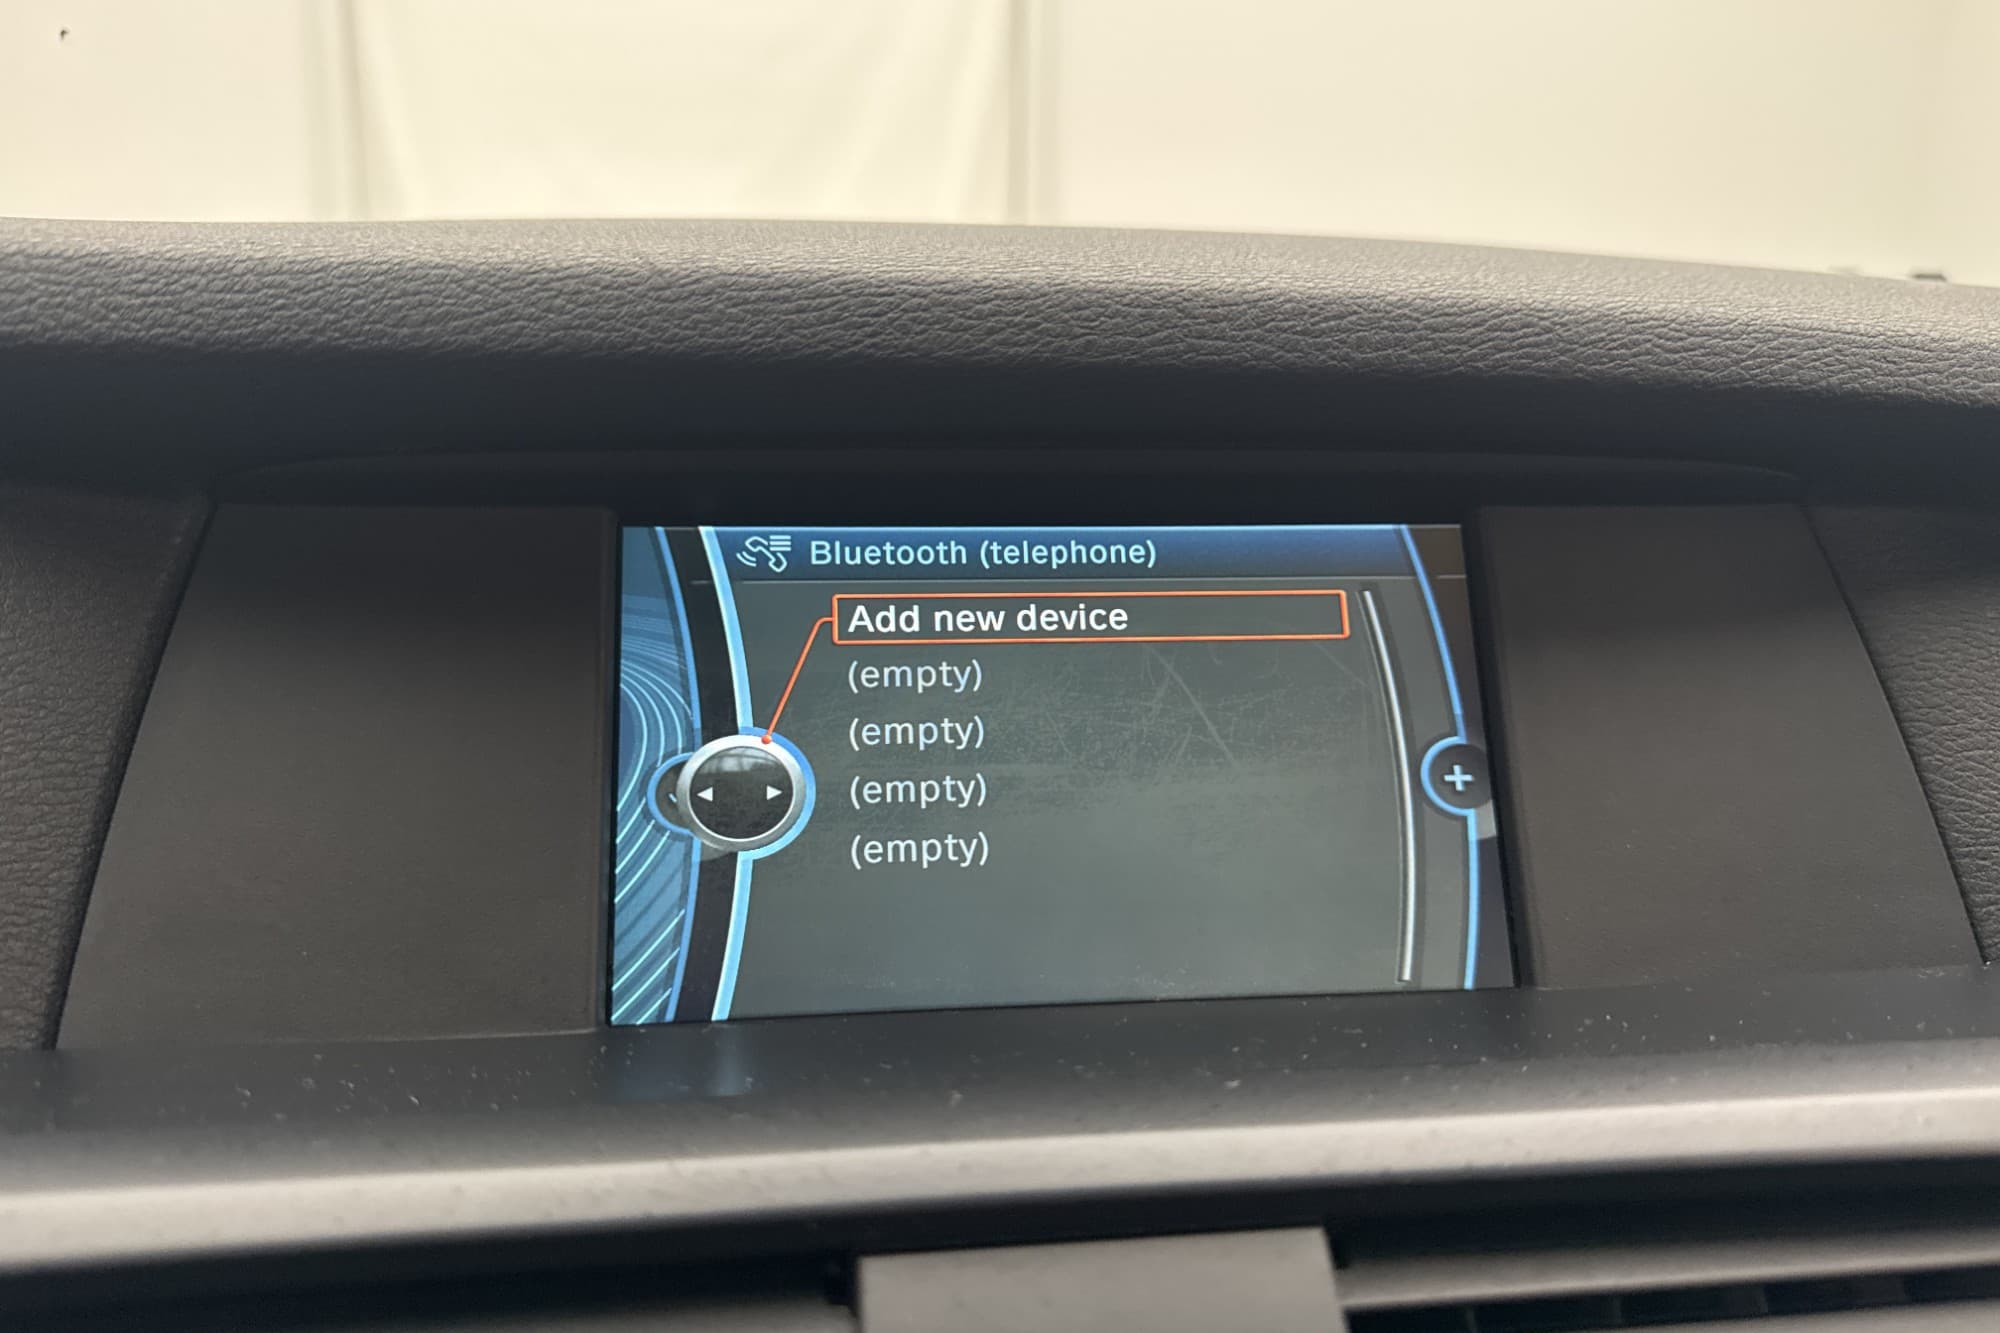 Bluetooth (telephone)
Add new device
(empty)
(empty)
(empty)
(empty)